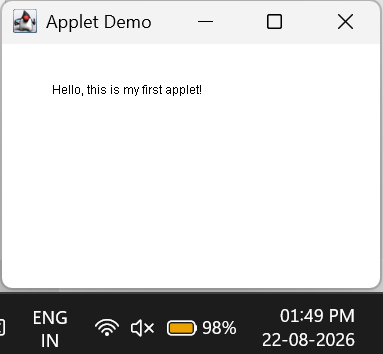 Applet Demo
Hello, this is my first applet!
ENG
IN
98%
01:49 PM
22-08-2026